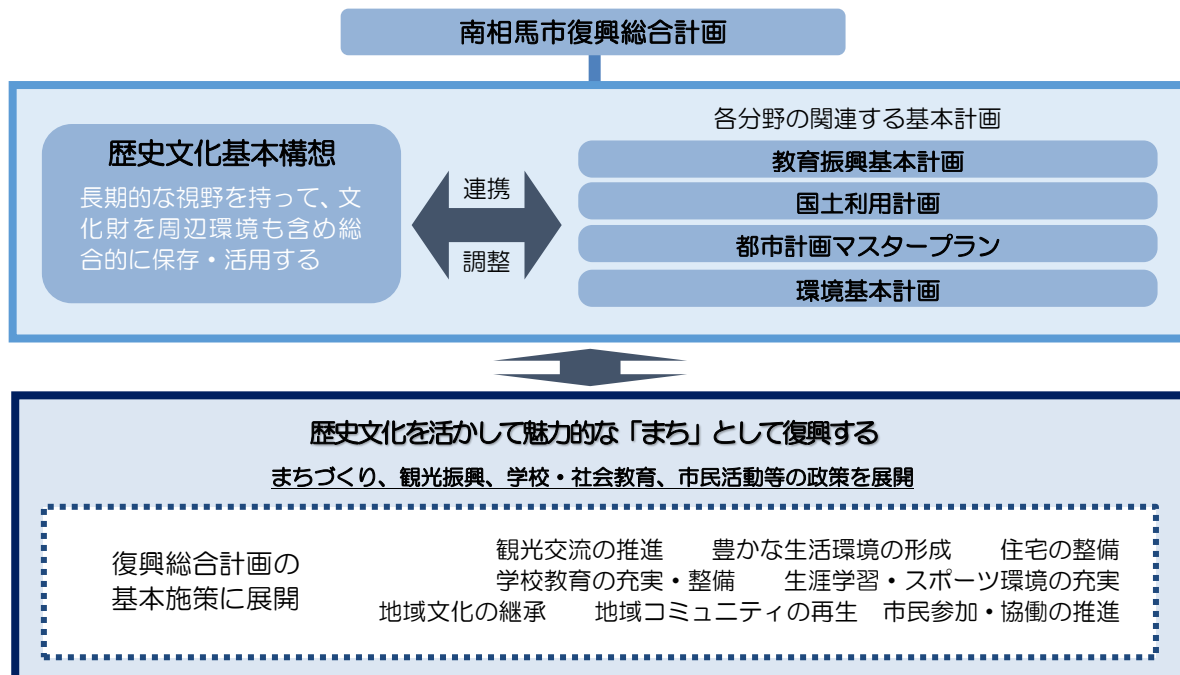 南相馬市復興総合計画
歴史文化基本構想
長期的な視野を持って、文
化財を周辺環境も含め総
合的に保存・活用する
連携
調整
各分野の関連する基本計画
教育振興基本計画
国土利用計画
都市計画マスタープラン
環境基本計画
歴史文化を活かして魅力的な「まち」として復興する
まちづくり、観光振興、学校・社会教育、市民活動等の政策を展開
復興総合計画の
基本施策に展開
観光交流の推進　豊かな生活環境の形成　住宅の整備
学校教育の充実・整備　生涯学習・スポーツ環境の充実
地域文化の継承　地域コミュニティの再生　市民参加・協働の推進